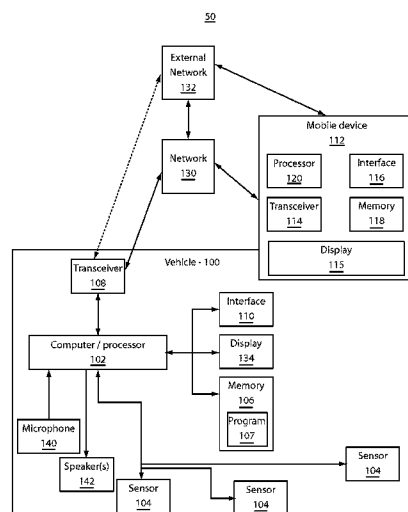 50
External
Network
132
Network
130
Mobile device
112
Processor
120
Interface
116
Transceiver
114
Memory
118
Display
115
Vehicle - 100
Transceiver
108
Computer / processor
102
Interface
110
Display
134
Memory
106
Program
107
Microphone
140
Speaker(s)
142
Sensor
104
Sensor
104
Sensor
104